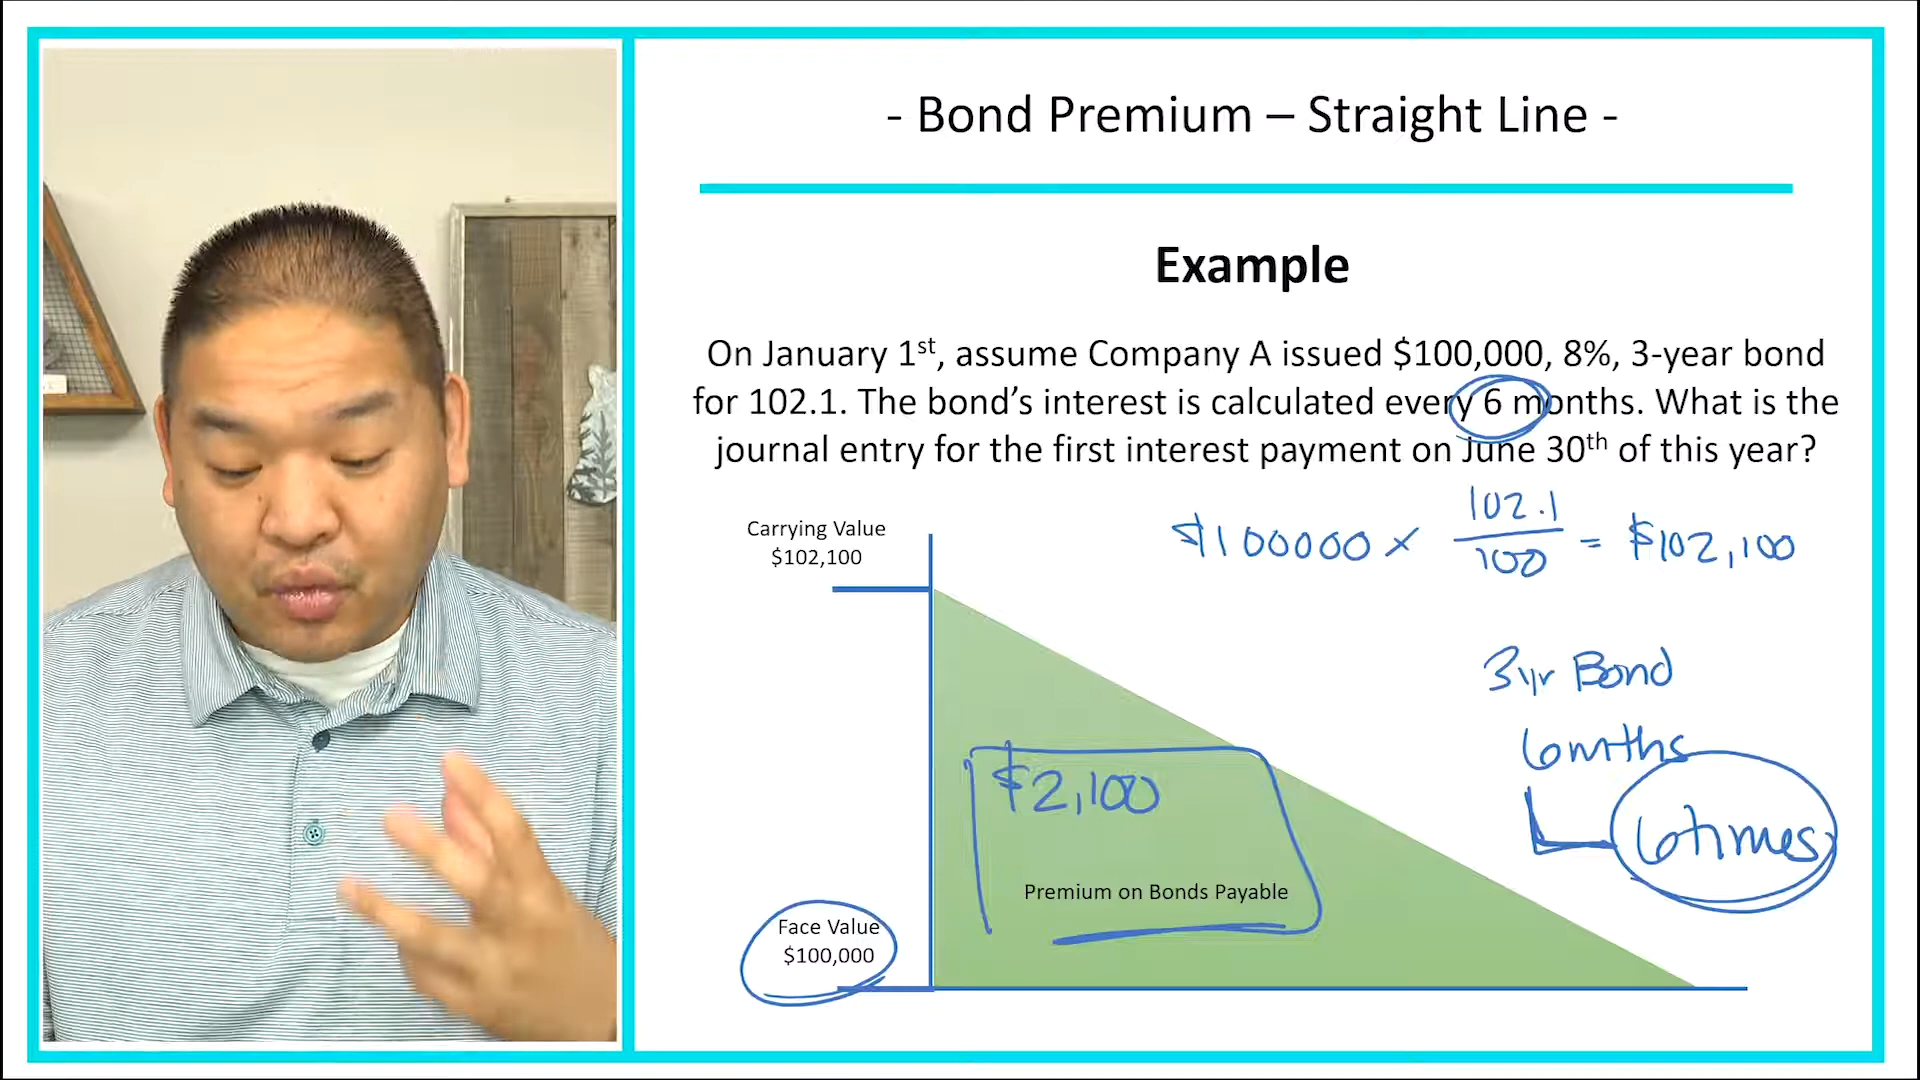 - Bond Premium – Straight Line -
Example
On January 1st, assume Company A issued $100,000, 8%, 3-year bond
for 102.1. The bond’s interest is calculated every 6 months. What is the
journal entry for the first interest payment on June 30th of this year?
Carrying Value
$102,100
$100000 × 102.1/100 = $102,100
3yr Bond
6mths
6times
$2,100
Premium on Bonds Payable
Face Value
$100,000